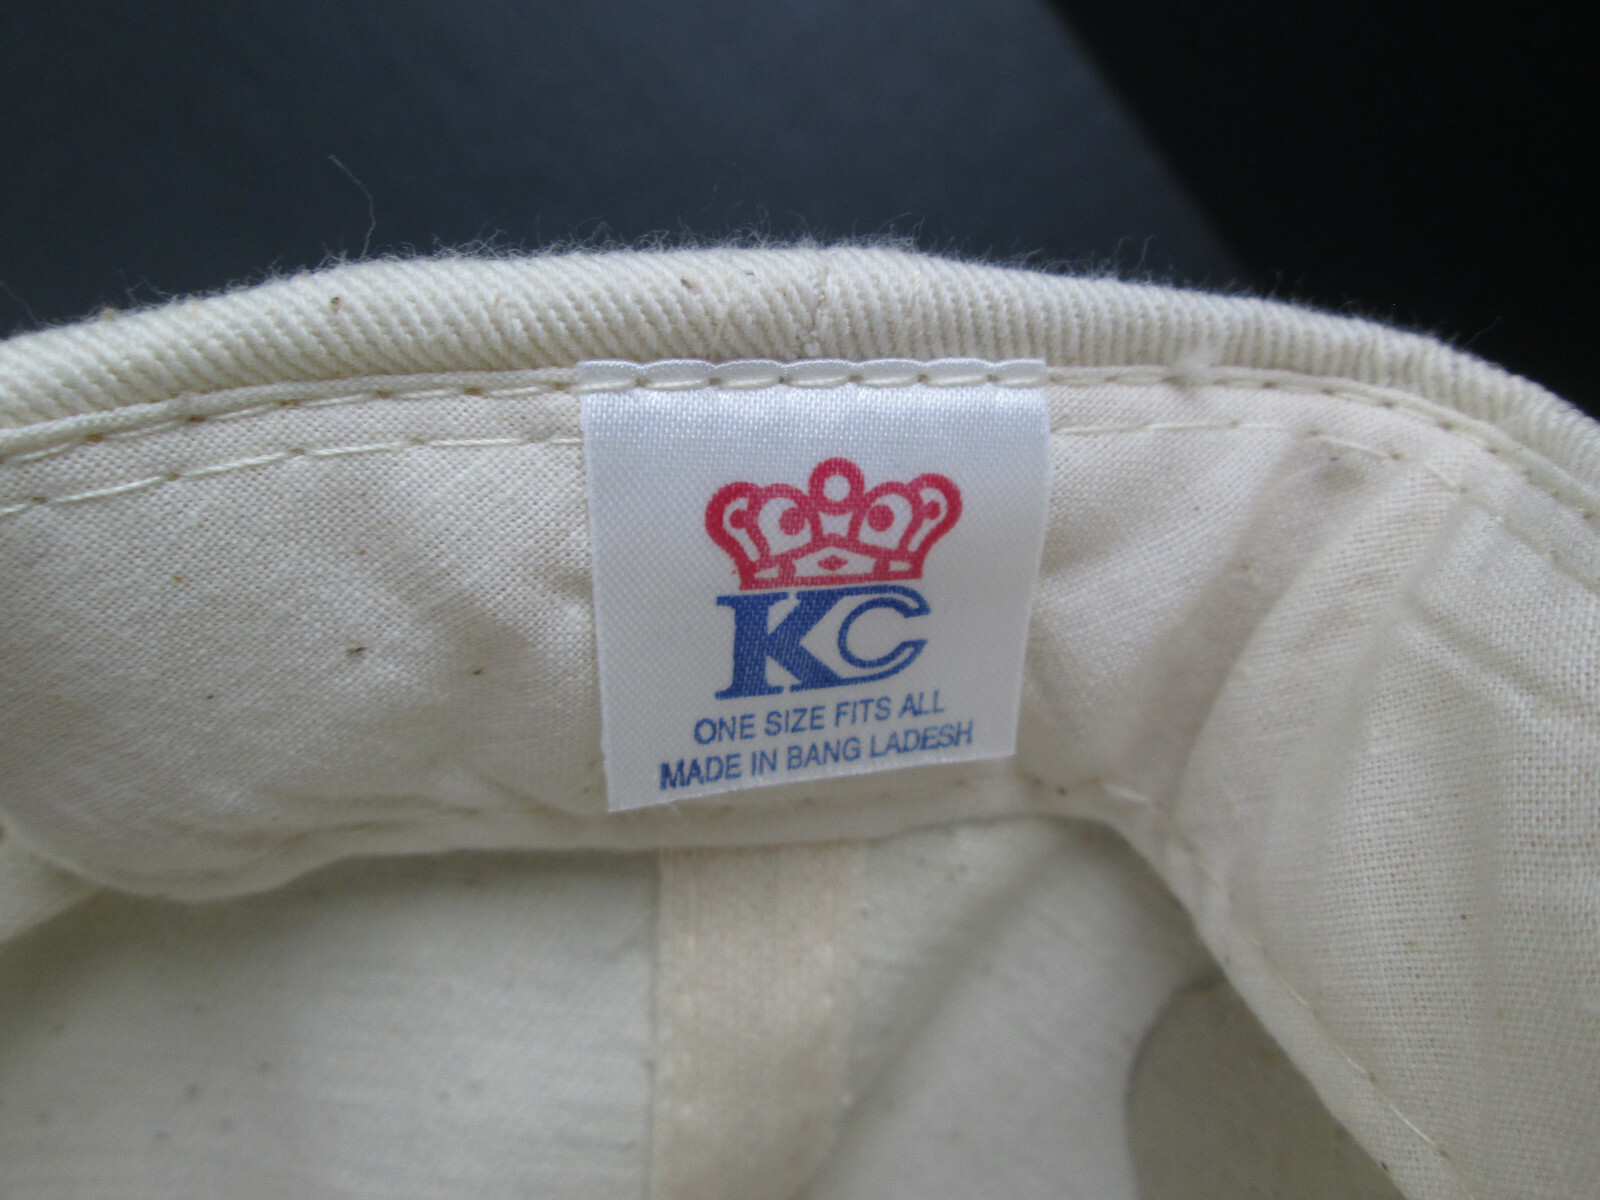 KC
ONE SIZE FITS ALL
MADE IN BANG LADESH